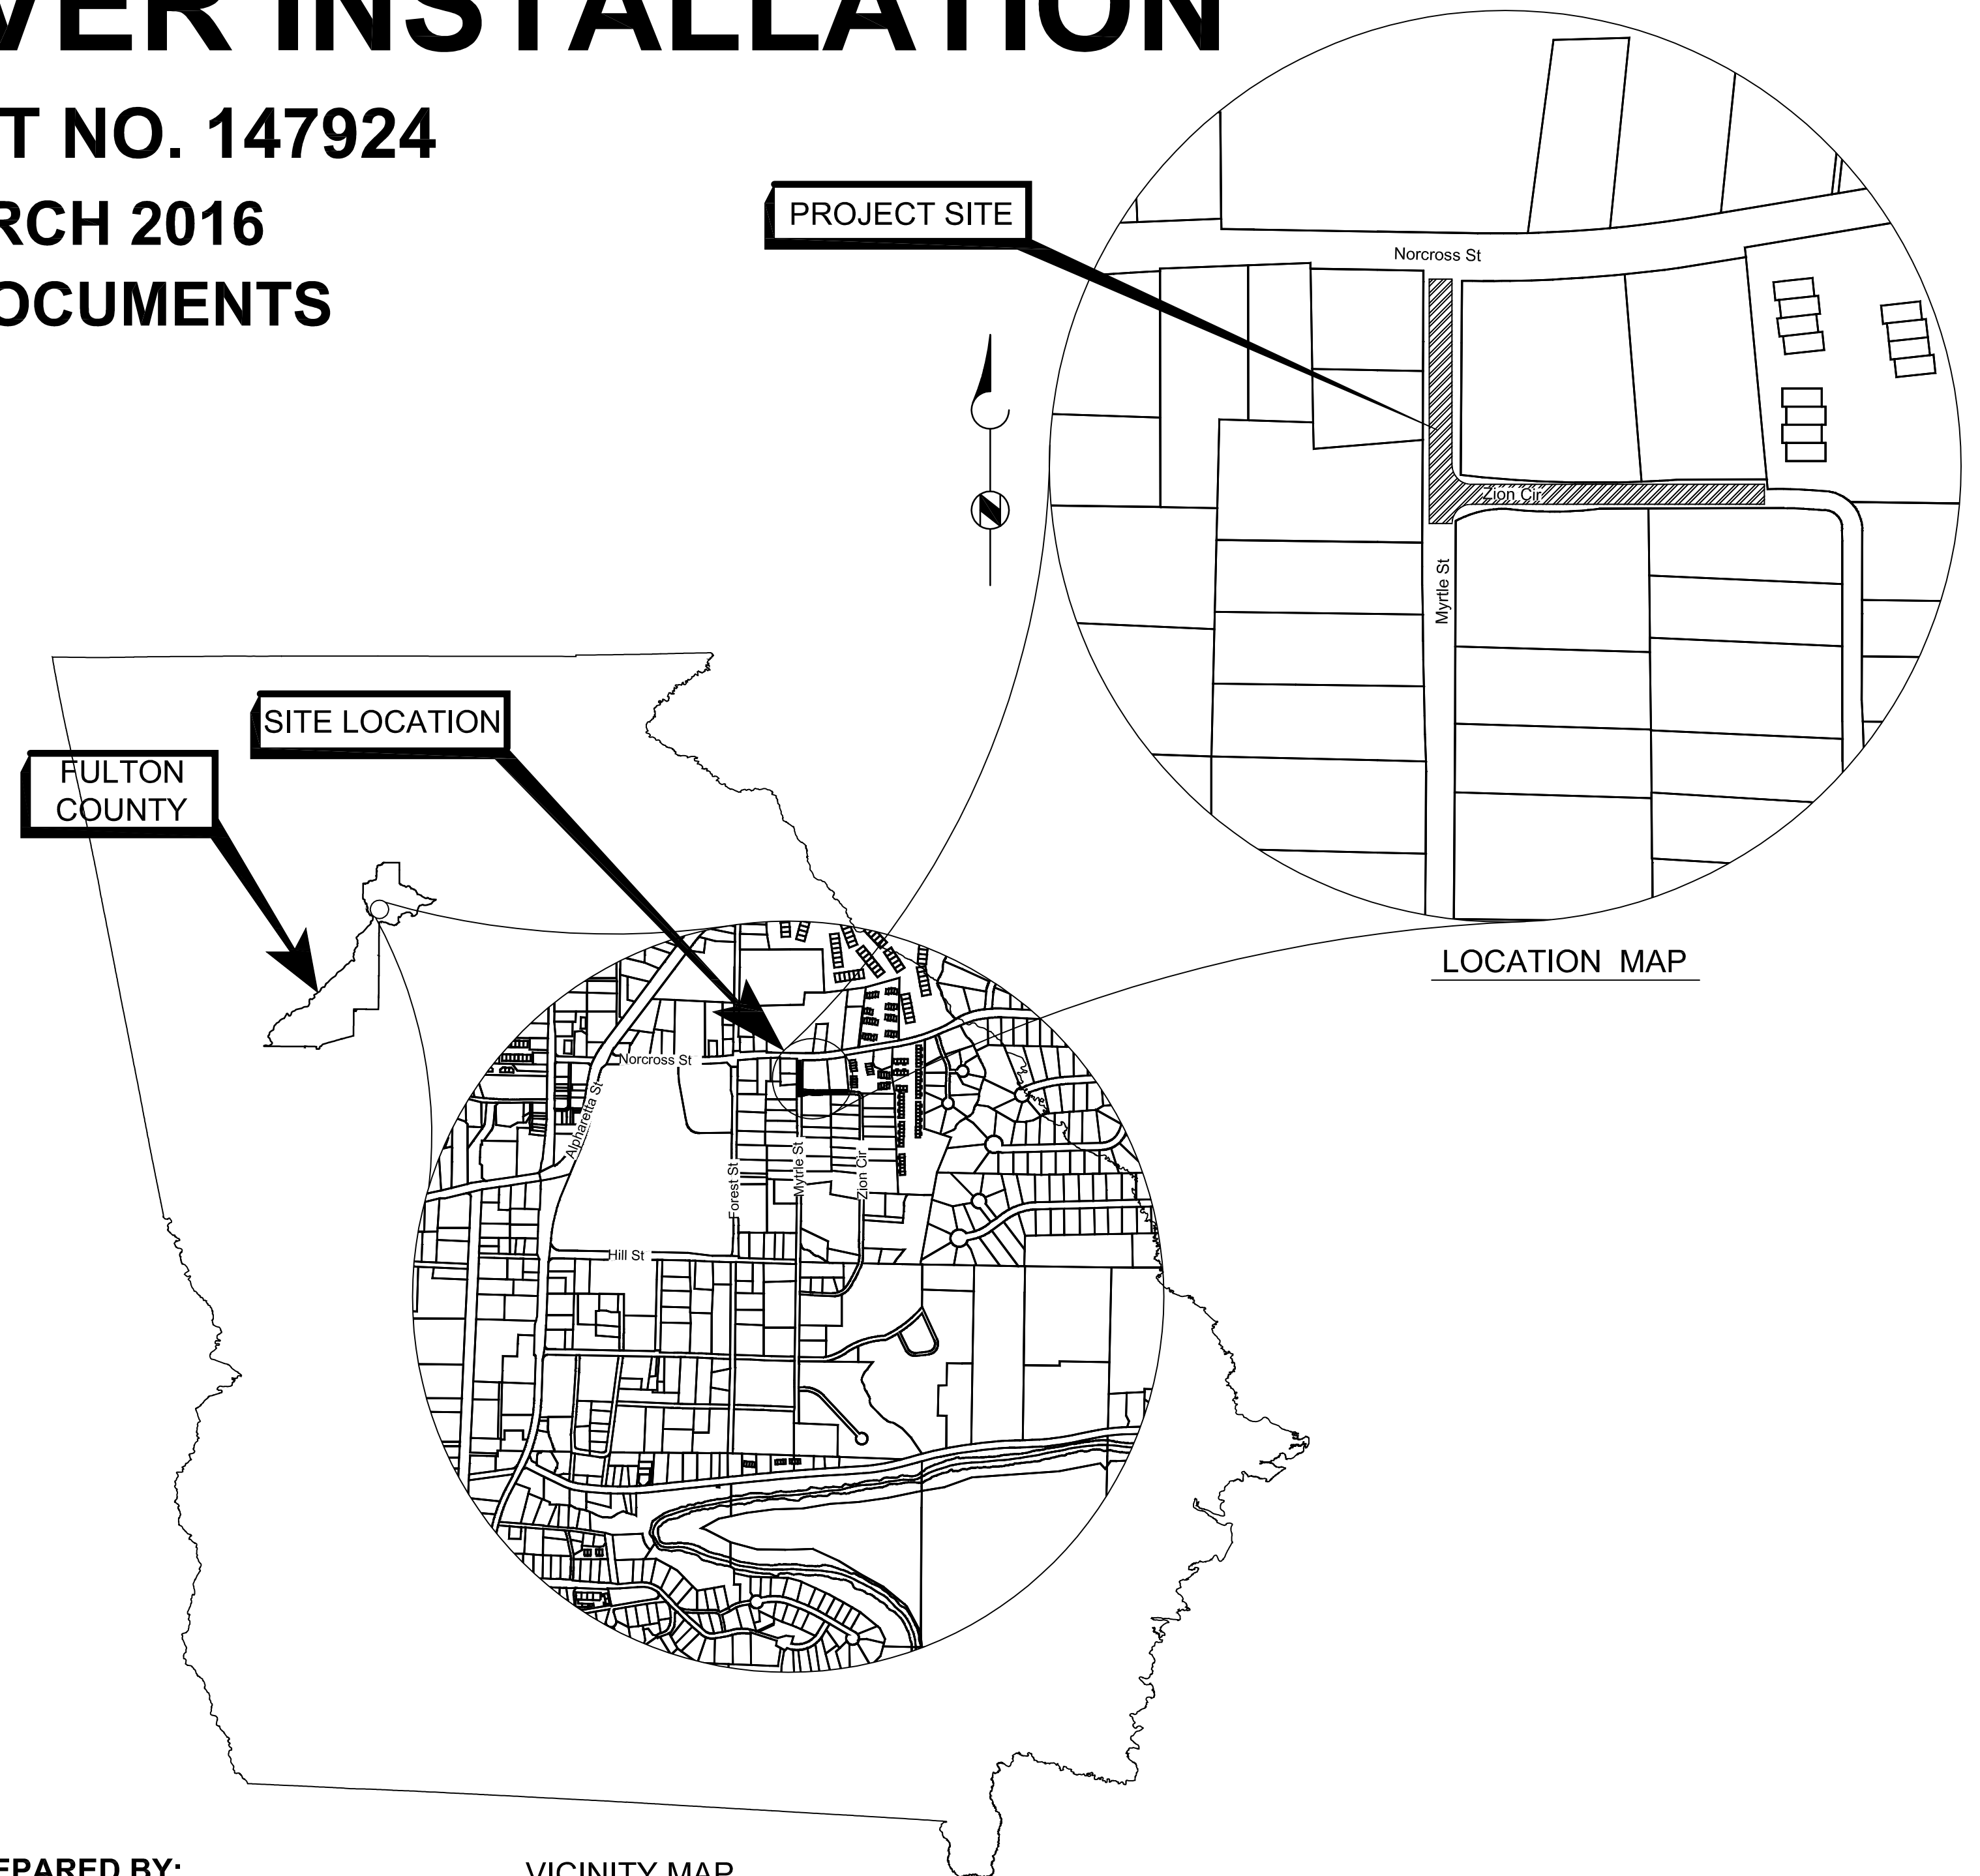 VER INSTALLATION
T NO. 147924
RCH 2016
OCUMENTS
PROJECT SITE
Norcross St
Zion Cir
Myrtle St
LOCATION MAP
SITE LOCATION
FULTON
COUNTY
Norcross St
Alpharetta St
Forest St
Mytrle St
Zion Cir
Hill St
EPARED BY:
VICINITY MAP